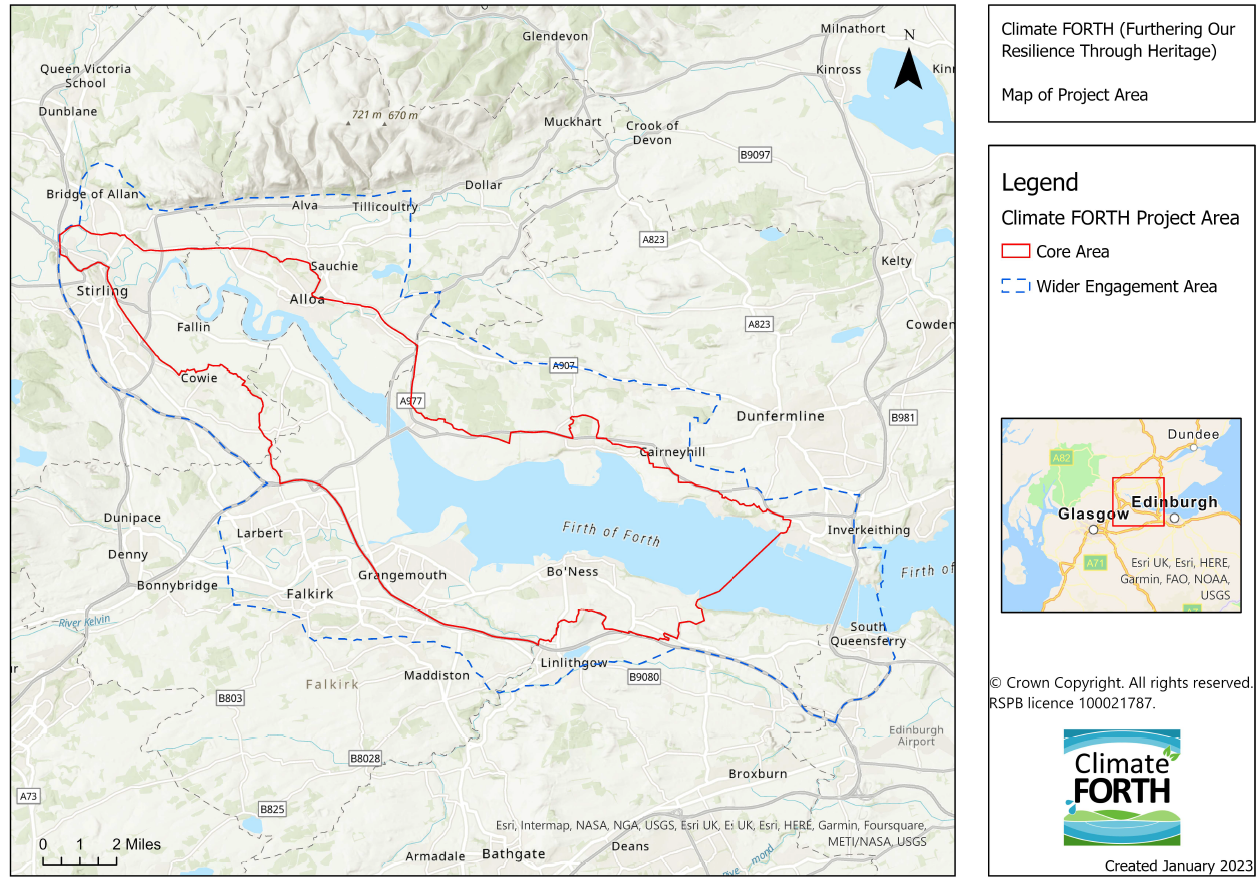 Glendevon
Milnathort
N
Queen Victoria
School
Kinross
Kinn
Dunblane
721 m
670 m
Muckhart
Crook of
Devon
B9097
Bridge of Allan
Dollar
Alva
Tillicoultry
A823
Sauchie
Kelty
Stirling
Alloa
Fallin
A823
Cowden
A907
Cowie
A977
Dunfermline
B981
Cairneyhill
Dunipace
Larbert
Firth of Forth
Inverkeithing
Denny
Grangemouth
Bo'Ness
Firth of
Bonnybridge
Falkirk
River Kelvin
South
Queensferry
Linlithgow
ur
Maddiston
B9080
Falkirk
B803
Edinburgh
Airport
B8028
Broxburn
A73
B825
0 1 2 Miles
Esri, Intermap, NASA, NGA, USGS, Esri UK, Es UK, Esri, HERE, Garmin, Foursquare,
METI/NASA, USGS
Armadale
Bathgate
Deans
mond
Climate FORTH (Furthering Our
Resilience Through Heritage)
Map of Project Area
Legend
Climate FORTH Project Area
Core Area
Wider Engagement Area
Dundee
A82
Edinburgh
Glasgow
A71
Esri UK, Esri, HERE,
Garmin, FAO, NOAA,
USGS
© Crown Copyright. All rights reserved.
RSPB licence 100021787.
Climate
FORTH
Created January 2023